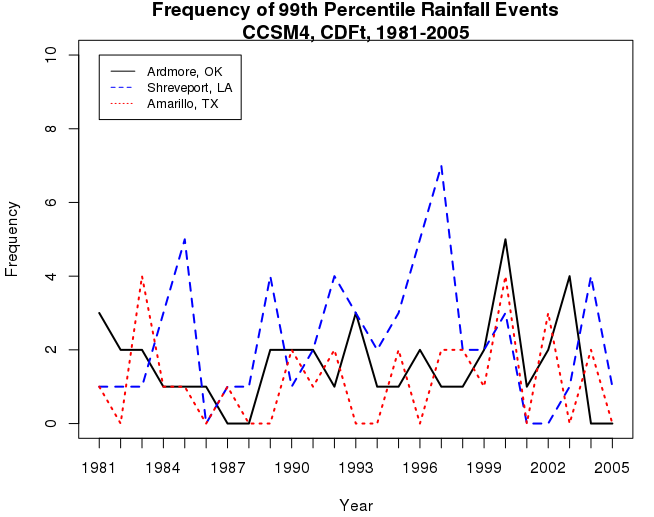 Frequency of 99th Percentile Rainfall Events
CCSM4, CDFt, 1981-2005
Ardmore, OK
Shreveport, LA
Amarillo, TX
10
8
6
4
2
0
Frequency
1981 1984 1987 1990 1993 1996 1999 2002 2005
Year